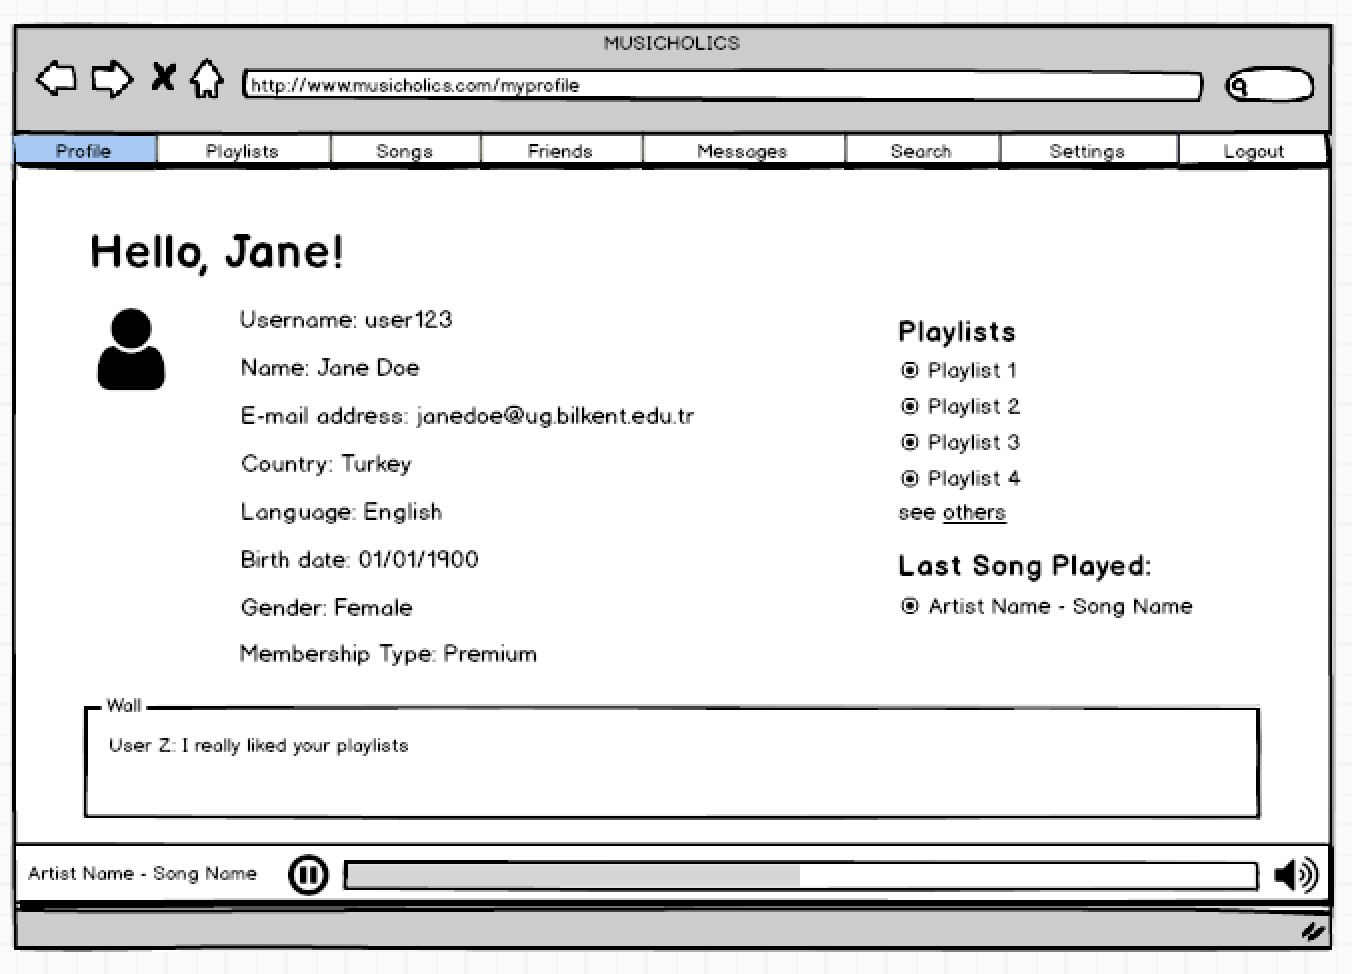 MUSICHOLICS
http://www.musicholics.com/myprofile
Profile Playlists Songs Friends Messages Search Settings Logout
Hello, Jane!
Username: user123
Name: Jane Doe
E-mail address: janedoe@ug.bilkent.edu.tr
Country: Turkey
Language: English
Birth date: 01/01/1900
Gender: Female
Membership Type: Premium
Playlists
Playlist 1
Playlist 2
Playlist 3
Playlist 4
see others
Last Song Played:
Artist Name - Song Name
Wall
User Z: I really liked your playlists
Artist Name - Song Name